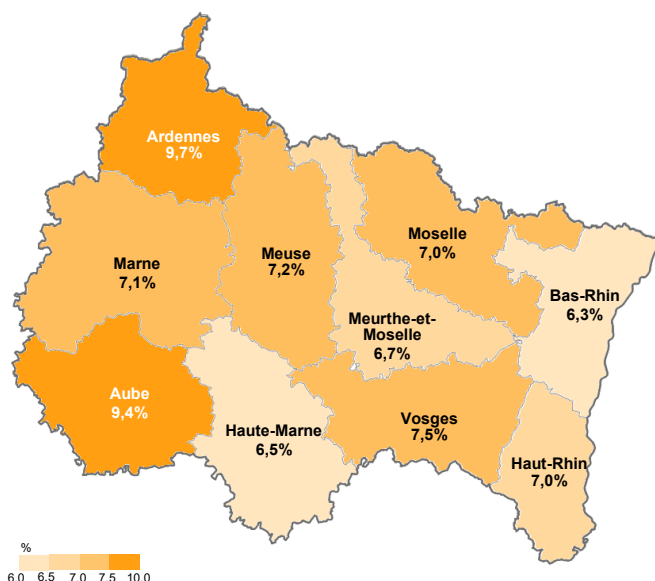 Ardennes
9,7%
Marne
7,1%
Meuse
7,2%
Moselle
7,0%
Bas-Rhin
6,3%
Meurthe-et-
Moselle
6,7%
Aube
9,4%
Haute-Marne
6,5%
Vosges
7,5%
Haut-Rhin
7,0%
%
6.0 6.5 7.0 7.5 10.0